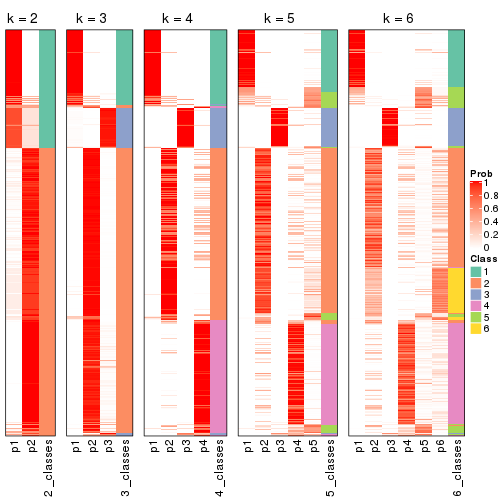 k = 2
k = 3
k = 4
k = 5
k = 6
Prob
1
0.8
0.6
0.4
0.2
0
Class
1
2
3
4
5
6
p1
p2
2_classes
p1
p2
p3
3_classes
p1
p2
p3
p4
4_classes
p1
p2
p3
p4
p5
5_classes
p1
p2
p3
p4
p5
p6
6_classes